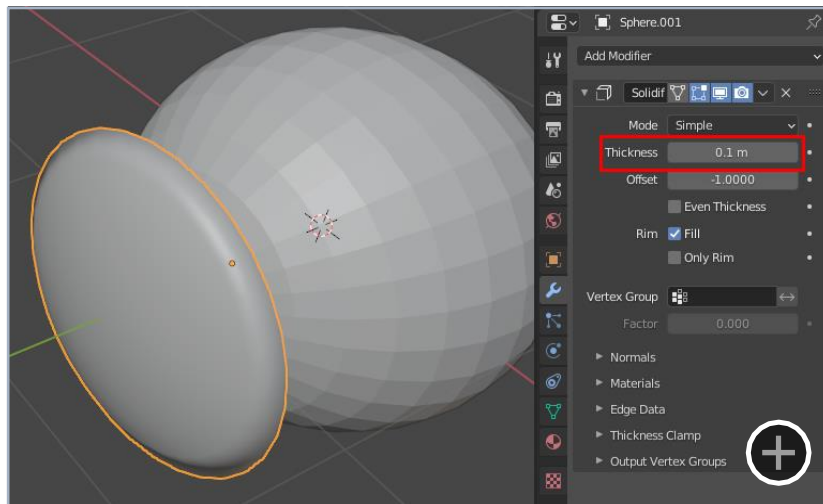 Sphere.001
Add Modifier
Solidif
Mode Simple
Thickness 0.1 m
Offset -1.0000
Even Thickness
Rim Fill
Only Rim
Vertex Group
Factor 0.000
Normals
Materials
Edge Data
Thickness Clamp
Output Vertex Groups